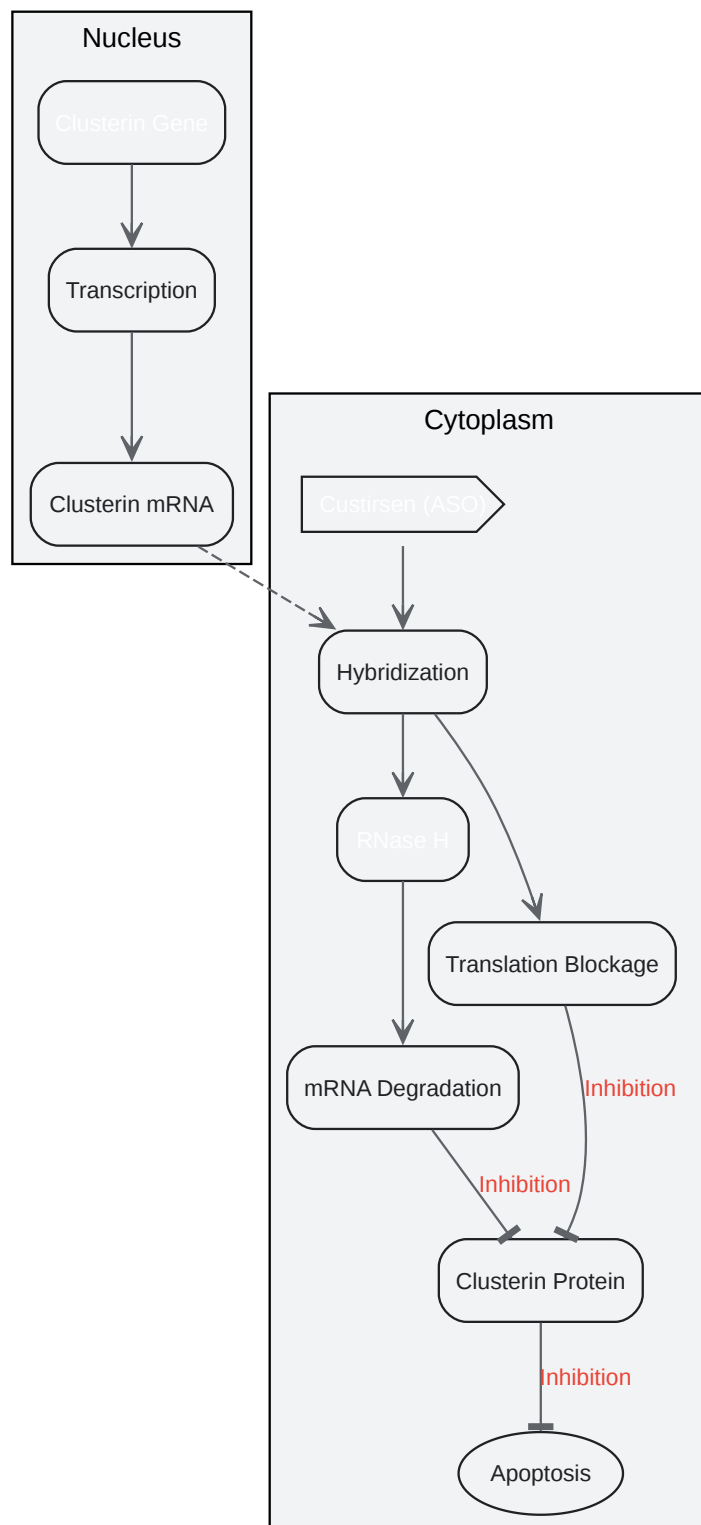 Nucleus
Clusterin Gene
Transcription
Clusterin mRNA
Cytoplasm
Custirsen (ASO)
Hybridization
RNase H
Translation Blockage
mRNA Degradation
Inhibition
Inhibition
Clusterin Protein
Inhibition
Apoptosis